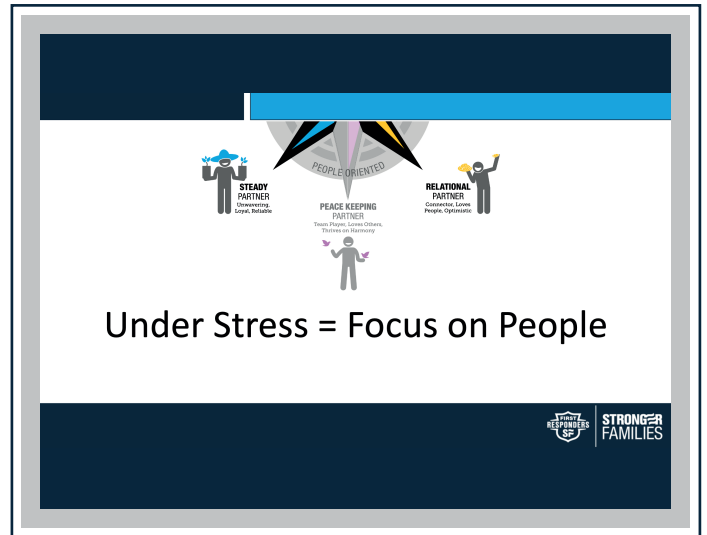 PEOPLE ORIENTED
STEADY
PARTNER
Unwavering,
Loyal, Reliable
PEACE KEEPING
PARTNER
Team Player, Loves Others,
Thrives on Harmony
RELATIONAL
PARTNER
Connector, Loves
People, Optimistic
Under Stress = Focus on People
FIRST
RESPONDERS
SF
STRONGER
FAMILIES